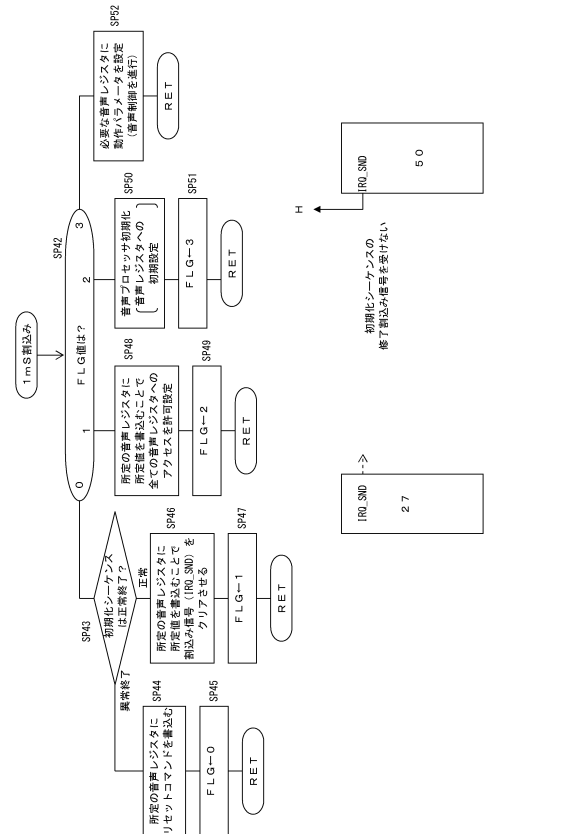 1mS割込み
SP42
FLG値は?
0
1
2
3
SP43
初期化シーケンス
は正常終了?
異常終了
正常
SP44
所定の音声レジスタに
リセットコマンドを書込む
SP45
FLG←0
RET
SP46
所定の音声レジスタに
所定値を書込むことで
割込み信号(IRQ_SND)を
クリアさせる
SP47
FLG←1
RET
SP48
所定の音声レジスタに
所定値を書込むことで
全ての音声レジスタへの
アクセスを許可設定
SP49
FLG←2
RET
SP50
音声プロセッサ初期化
音声レジスタへの
初期設定
SP51
FLG←3
RET
SP52
必要な音声レジスタに
動作パラメータを設定
(音声制御を進行)
RET
IRQ_SND
27
初期化シーケンスの
修了割込み信号を受けない
H
IRQ_SND
50